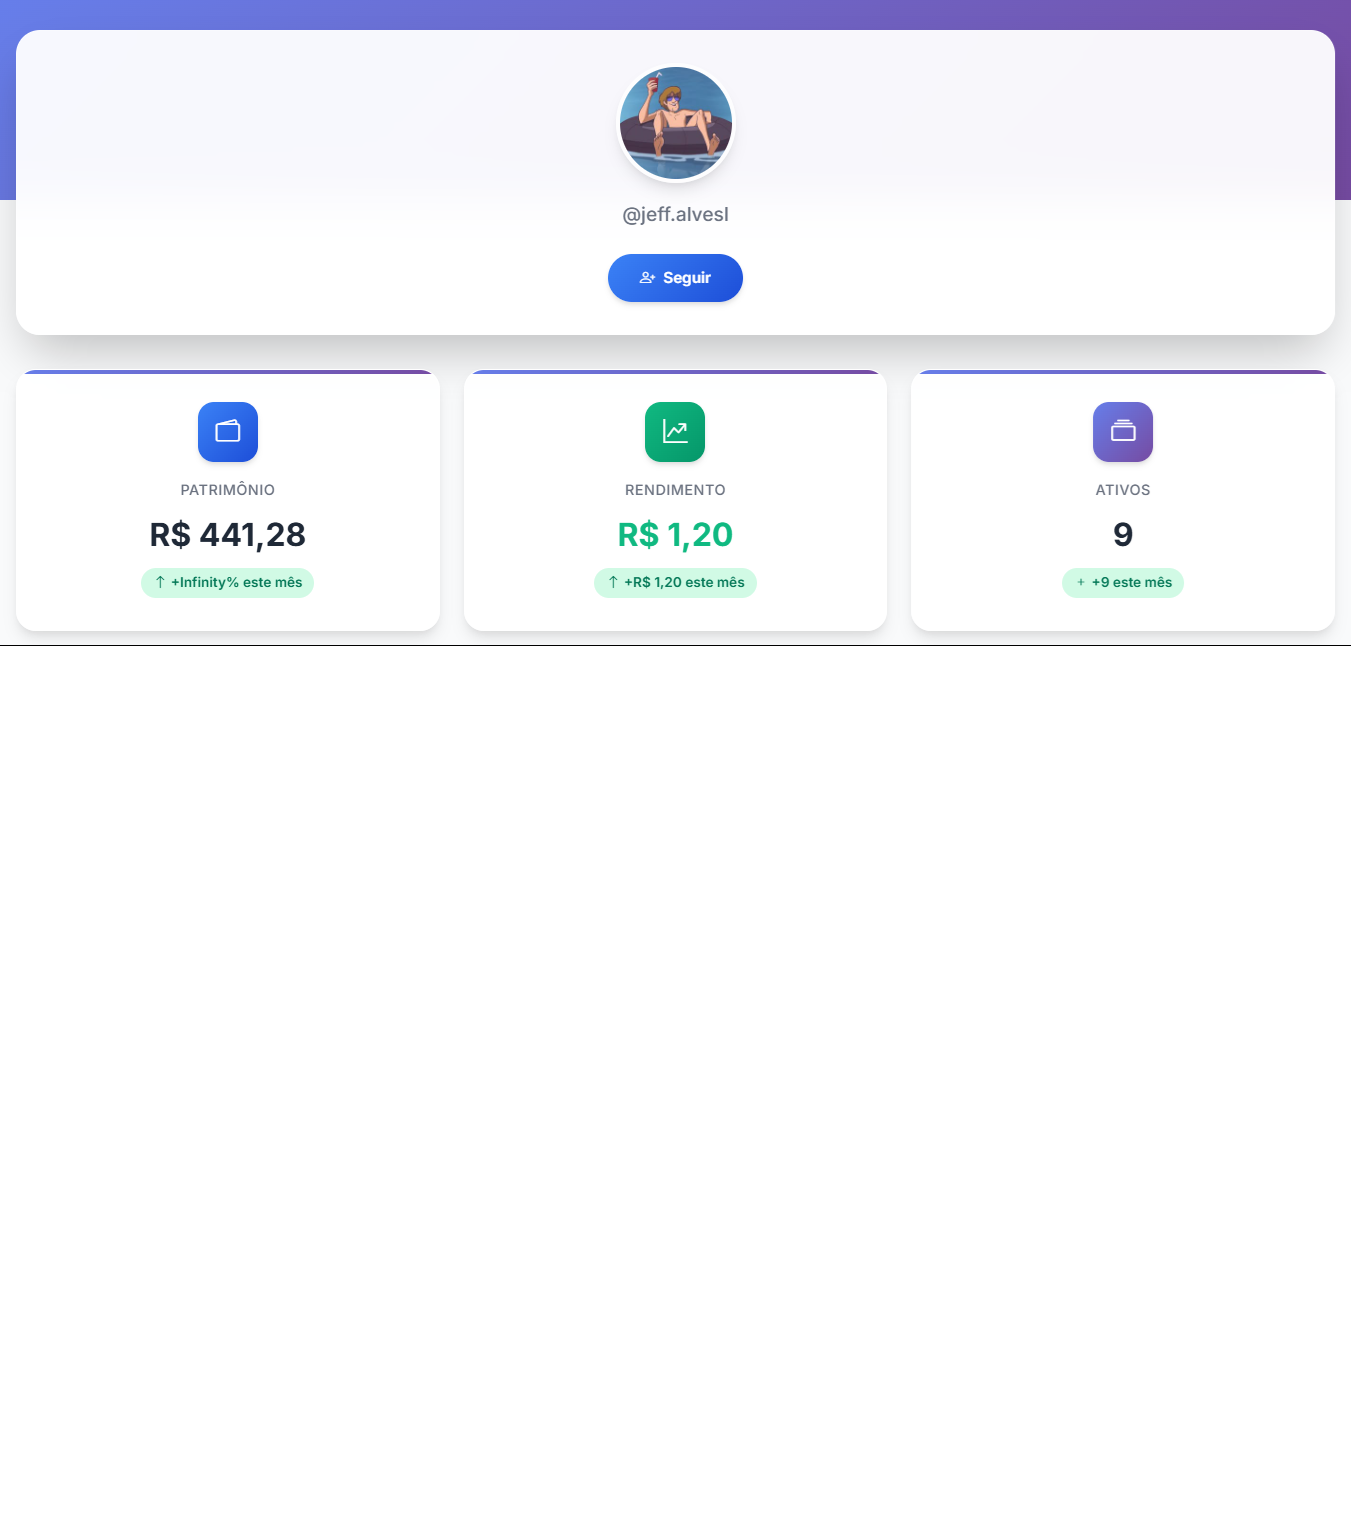 @jeff.alvesl
Seguir
PATRIMÔNIO
R$ 441,28
+Infinity% este mês
RENDIMENTO
R$ 1,20
+R$ 1,20 este mês
ATIVOS
9
+9 este mês